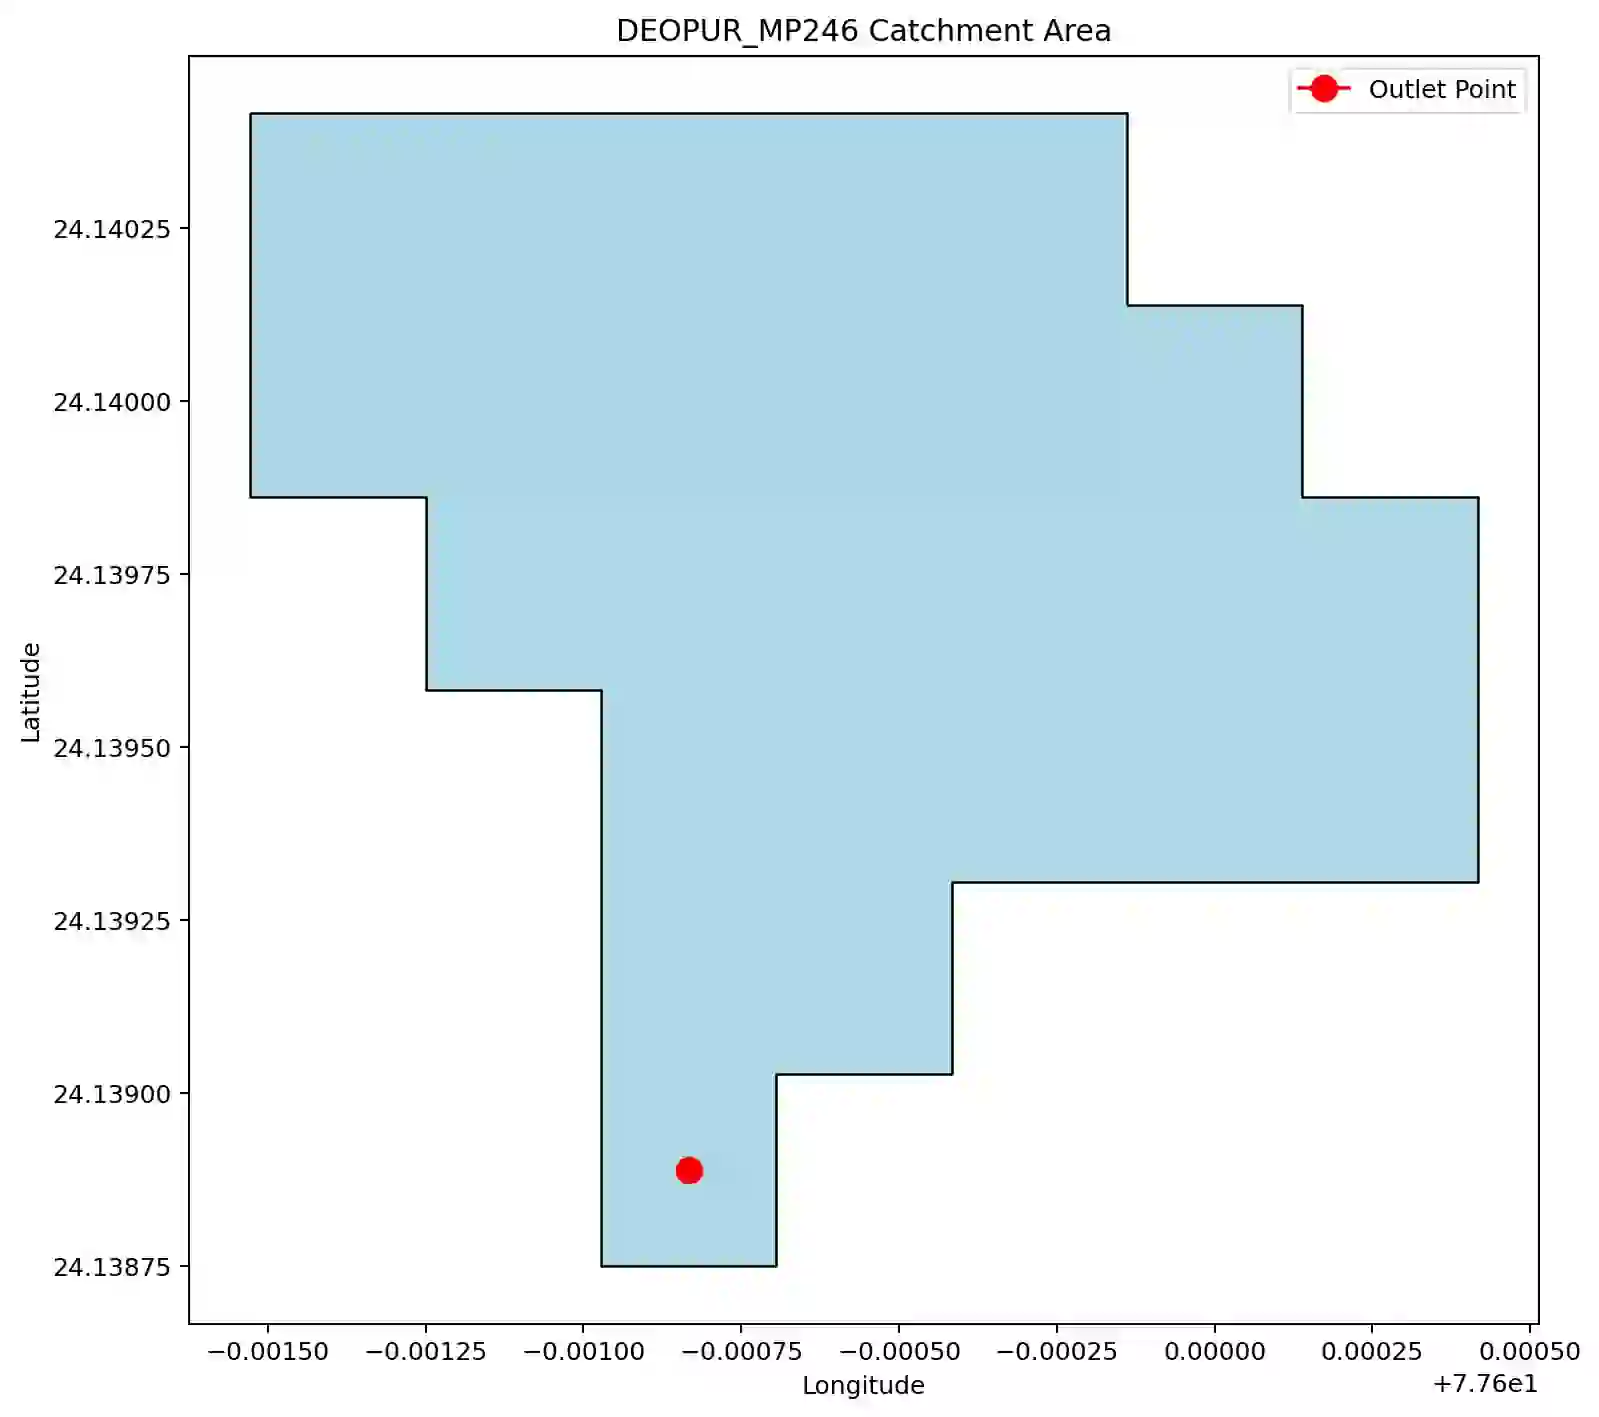 DEOPUR_MP246 Catchment Area
Outlet Point
24.14025
24.14000
24.13975
24.13950
24.13925
24.13900
24.13875
Latitude
−0.00150 −0.00125 −0.00100 −0.00075 −0.00050 −0.00025 0.00000 0.00025 0.00050
Longitude
+7.76e1